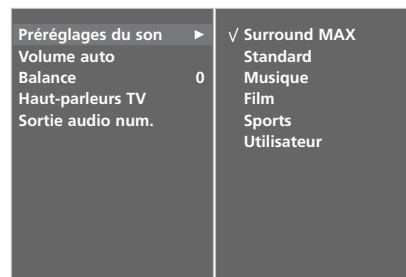 Préréglages du son ►
Volume auto
Balance 0
Haut-parleurs TV
Sortie audio num.
√ Surround MAX
Standard
Musique
Film
Sports
Utilisateur